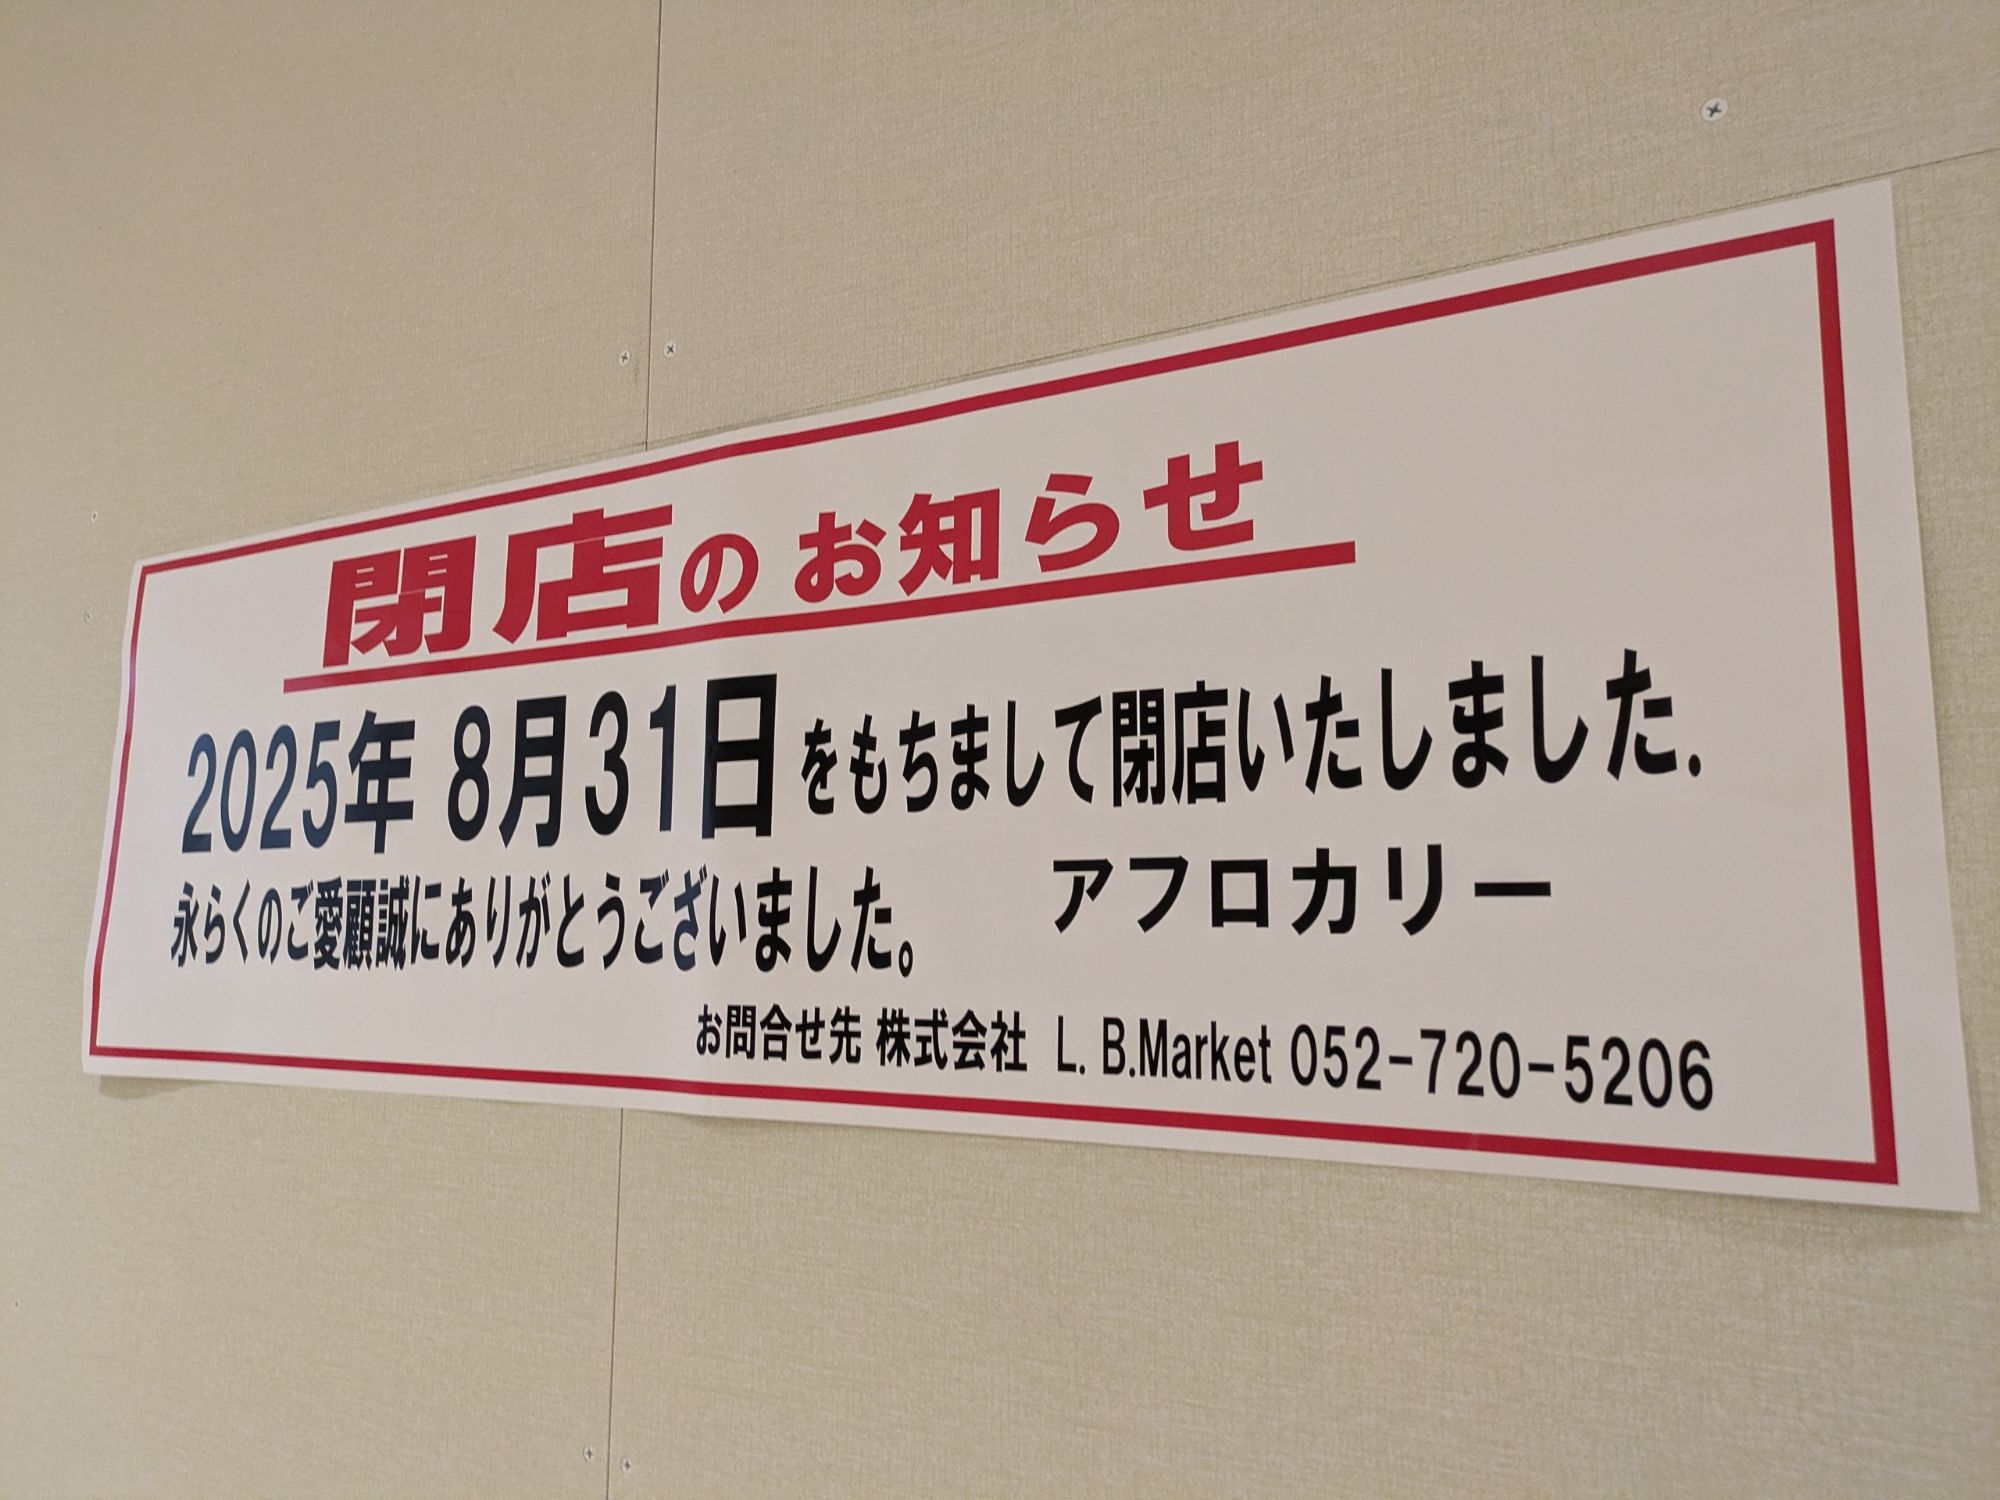 閉店のお知らせ
2025年 8月31日をもちまして閉店いたしました.
永らくのご愛顧誠にありがとうございました。 アフロカリー
お問合せ先 株式会社 L. B.Market 052-720-5206